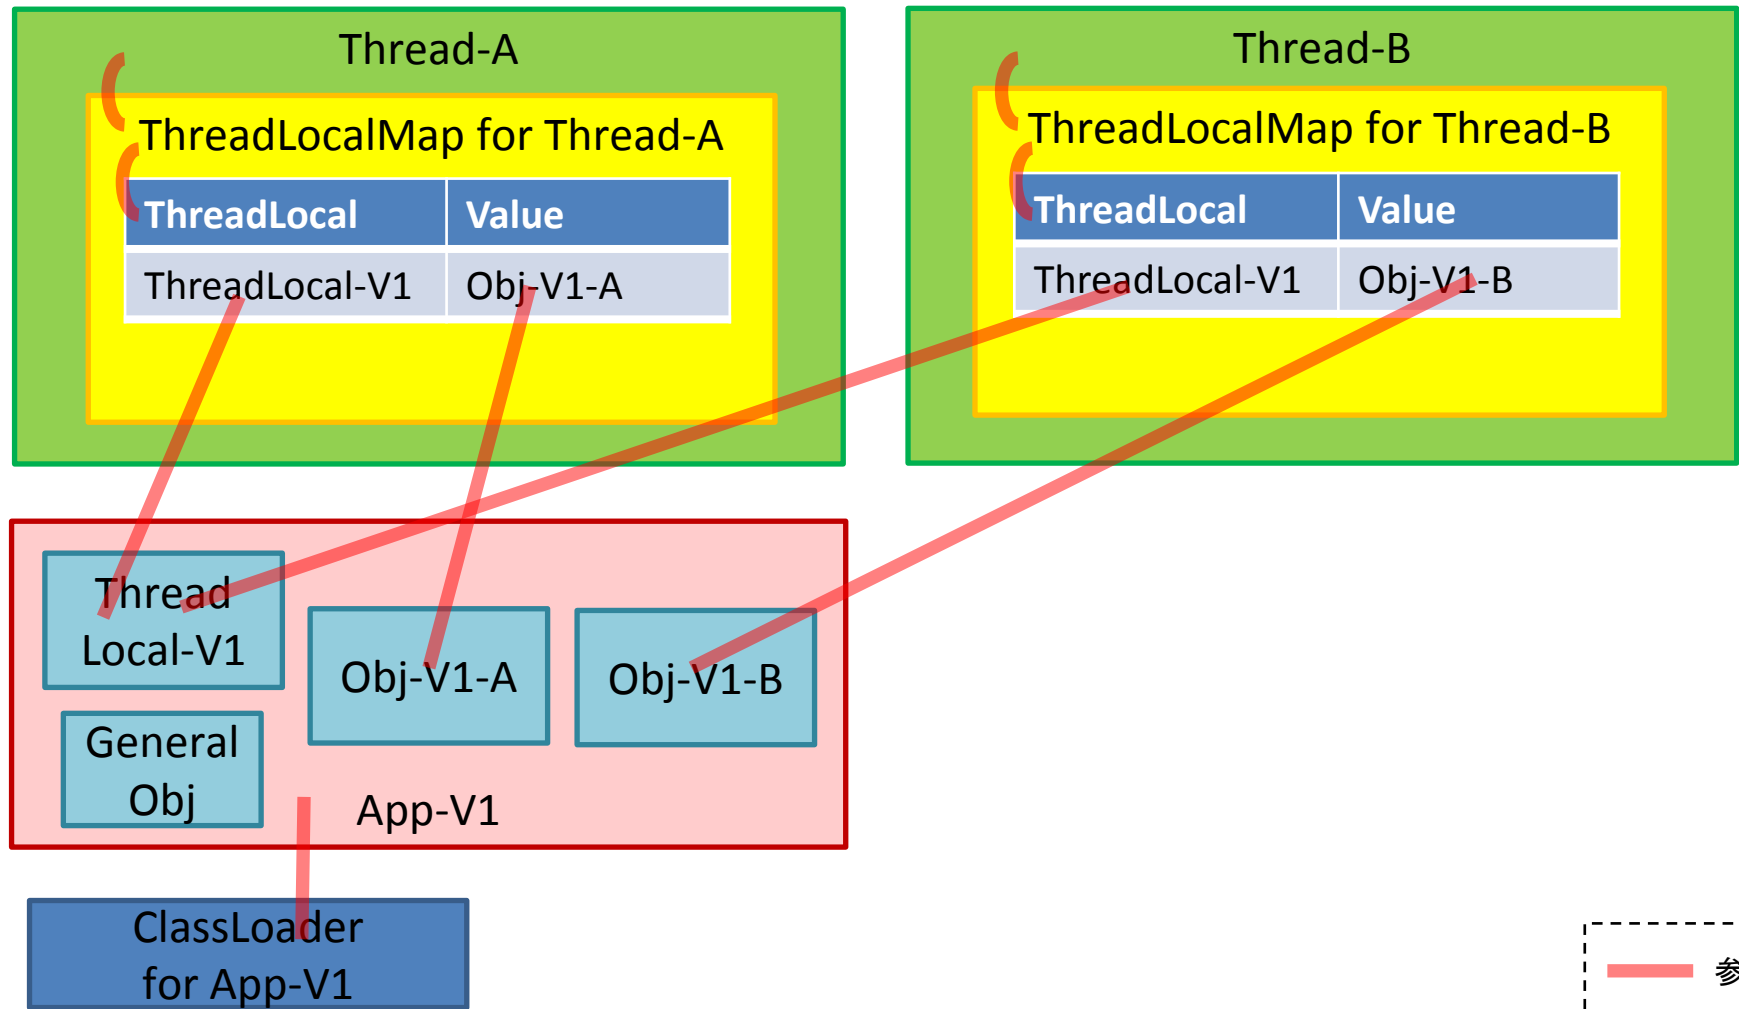 Thread-A
ThreadLocalMap for Thread-A
ThreadLocal Value
ThreadLocal-V1 Obj-V1-A
Thread-B
ThreadLocalMap for Thread-B
ThreadLocal Value
ThreadLocal-V1 Obj-V1-B
Thread
Local-V1
Obj-V1-A
Obj-V1-B
General
Obj
App-V1
ClassLoader
for App-V1
参